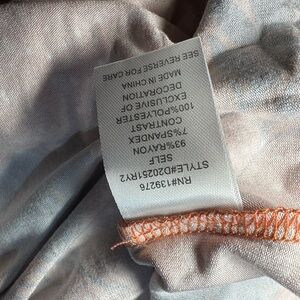 RN#139276
STYLE#D20251RY2
SELF
93%RAYON
7%SPANDEX
CONTRAST
100%POLYESTER
EXCLUSIVE OF
DECORATION
MADE IN CHINA
SEE REVERSE FOR CARE